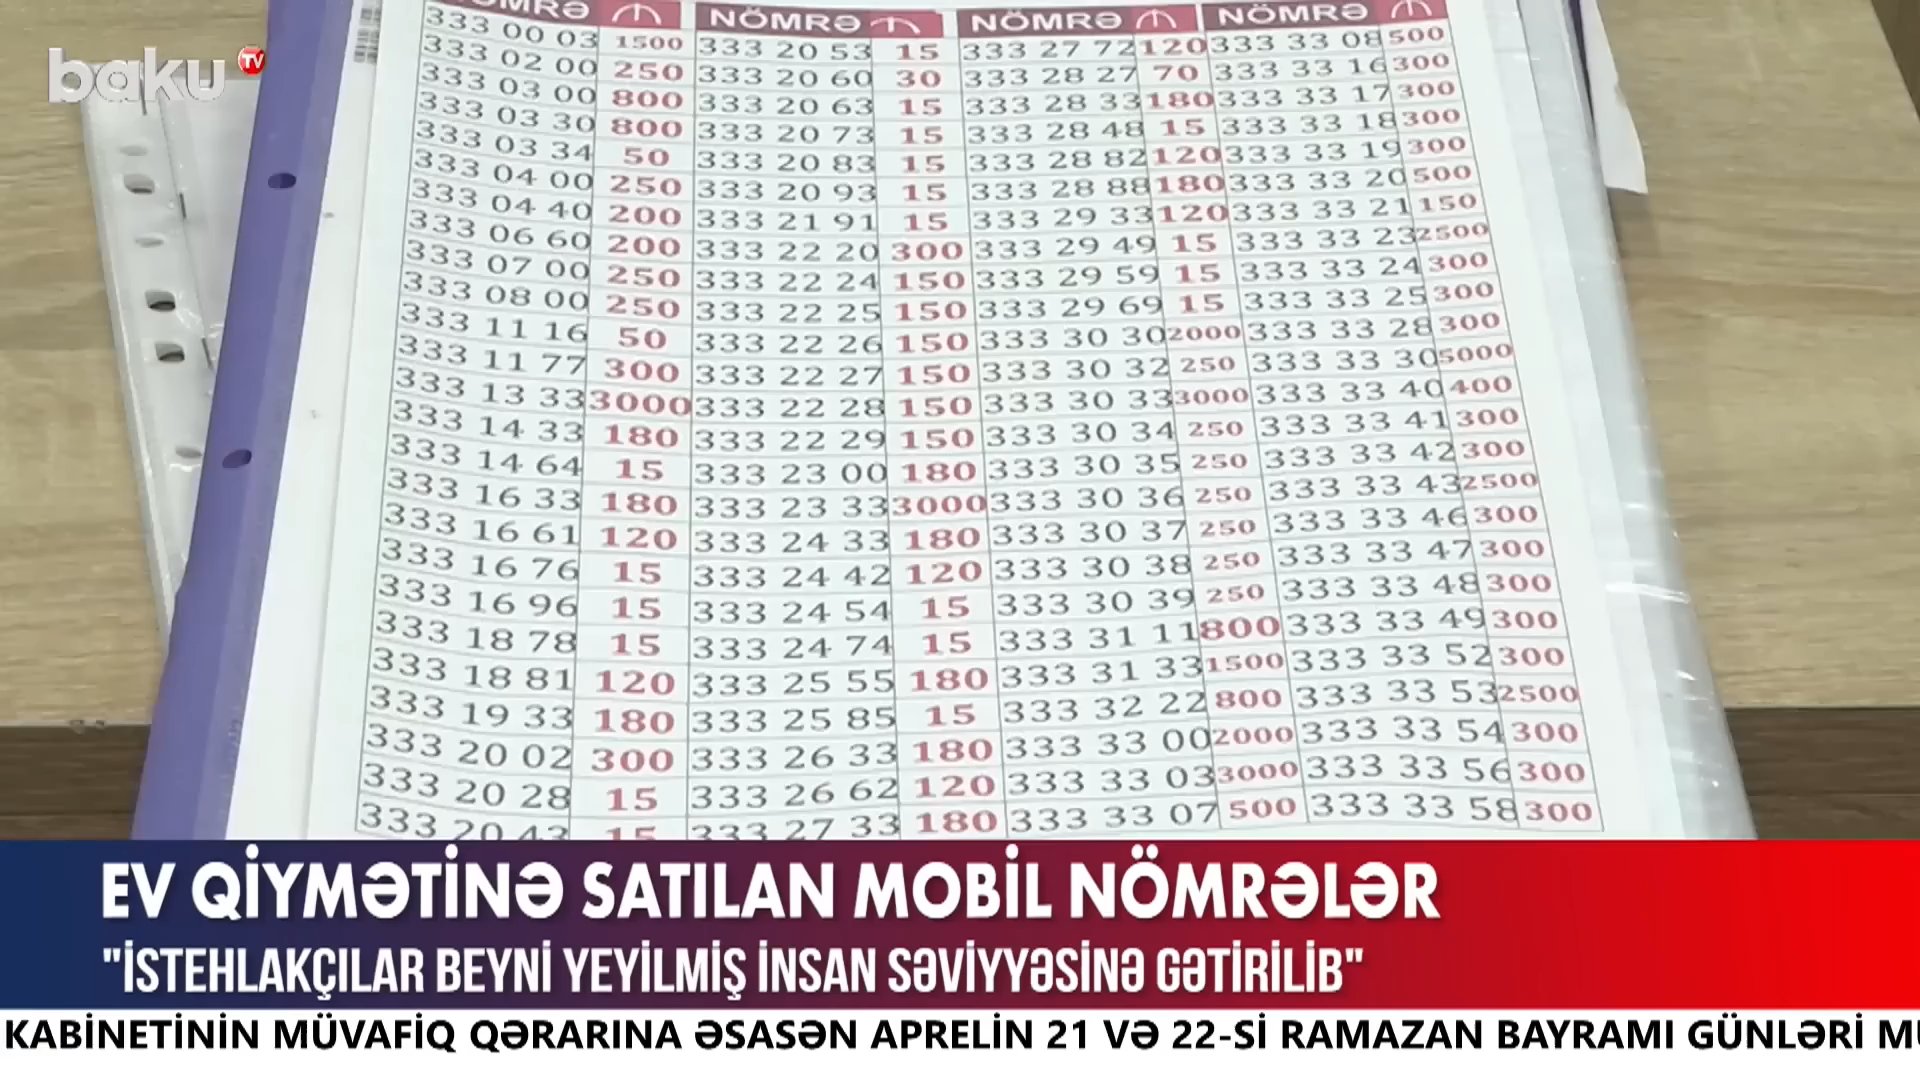 baku TV
NÖMRƏ ₼ NÖMRƏ ₼ NÖMRƏ ₼ NÖMRƏ ₼
333 00 03 1500 333 20 53 15 333 27 72 120 333 33 08 500
333 02 00 250 333 20 60 30 333 28 27 70 333 33 16 300
333 03 00 800 333 20 63 15 333 28 33 180 333 33 17 300
333 03 30 800 333 20 73 15 333 28 48 15 333 33 18 300
333 03 34 50 333 20 83 15 333 28 82 120 333 33 19 300
333 04 00 250 333 20 93 15 333 28 88 180 333 33 20 500
333 04 40 200 333 21 91 15 333 29 33 120 333 33 21 150
333 06 60 200 333 22 20 300 333 29 49 15 333 33 23 2500
333 07 00 250 333 22 24 150 333 29 59 15 333 33 24 300
333 08 00 250 333 22 25 150 333 29 69 15 333 33 25 300
333 11 16 50 333 22 26 150 333 30 30 2000 333 33 28 300
333 11 77 300 333 22 27 150 333 30 32 250 333 33 30 5000
333 13 33 3000 333 22 28 150 333 30 33 3000 333 33 40 400
333 14 33 180 333 22 29 150 333 30 34 250 333 33 41 300
333 14 64 15 333 23 00 180 333 30 35 250 333 33 42 300
333 16 33 180 333 23 33 3000 333 30 36 250 333 33 43 2500
333 16 61 120 333 24 33 180 333 30 37 250 333 33 46 300
333 16 76 15 333 24 42 120 333 30 38 250 333 33 47 300
333 16 96 15 333 24 54 15 333 30 39 250 333 33 48 300
333 18 78 15 333 24 74 15 333 31 11 800 333 33 49 300
333 18 81 120 333 25 55 180 333 31 33 1500 333 33 52 300
333 19 33 180 333 25 85 15 333 32 22 800 333 33 53 2500
333 20 02 300 333 26 33 180 333 33 00 2000 333 33 54 300
333 20 28 15 333 26 62 120 333 33 03 3000 333 33 56 300
333 20 43 15 333 27 33 180 333 33 07 500 333 33 58 300
EV QİYMƏTİNƏ SATILAN MOBİL NÖMRƏLƏR
"İSTEHLAKÇILAR BEYNİ YEYİLMİŞ İNSAN SƏVİYYƏSİNƏ GƏTİRİLİB"
KABİNETİNİN MÜVAFİQ QƏRARINA ƏSASƏN APRELİN 21 VƏ 22-Sİ RAMAZAN BAYRAMI GÜNLƏRİ